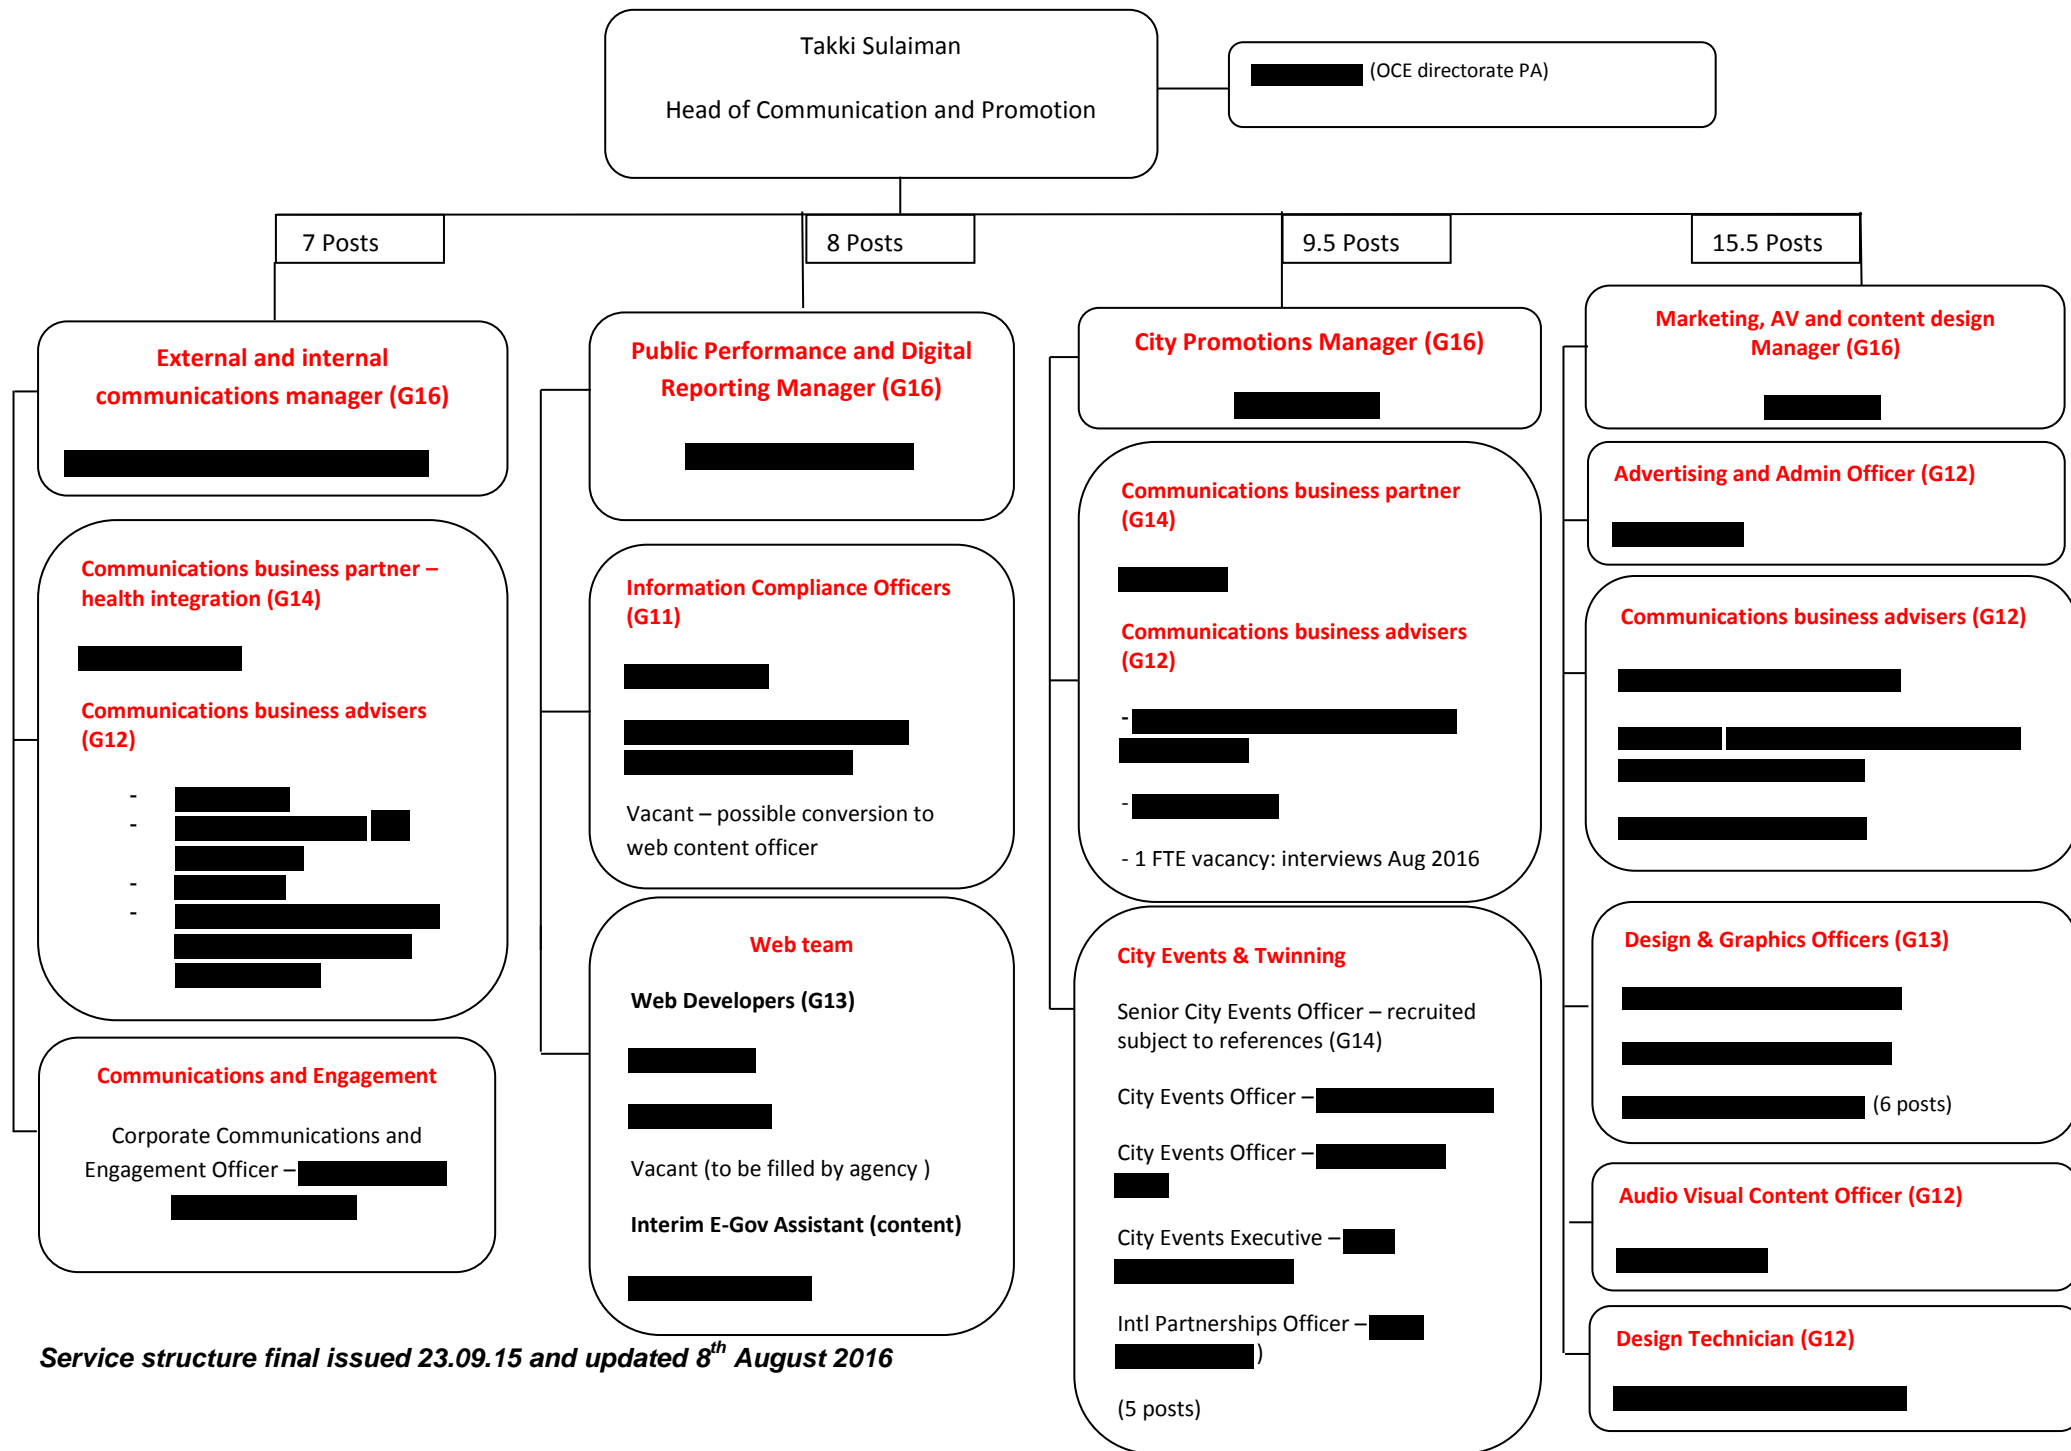 Takki Sulaiman
Head of Communication and Promotion
(OCE directorate PA)
7 Posts
8 Posts
9.5 Posts
15.5 Posts
External and internal
communications manager (G16)
Communications business partner –
health integration (G14)
Communications business advisers
(G12)
-
-
-
-
Communications and Engagement
Corporate Communications and
Engagement Officer –
Public Performance and Digital
Reporting Manager (G16)
Information Compliance Officers
(G11)
Vacant – possible conversion to
web content officer
Web team
Web Developers (G13)
Vacant (to be filled by agency )
Interim E-Gov Assistant (content)
City Promotions Manager (G16)
Communications business partner
(G14)
Communications business advisers
(G12)
-
-
- 1 FTE vacancy: interviews Aug 2016
City Events & Twinning
Senior City Events Officer – recruited
subject to references (G14)
City Events Officer –
City Events Officer –
City Events Executive –
Intl Partnerships Officer –
)
(5 posts)
Marketing, AV and content design
Manager (G16)
Advertising and Admin Officer (G12)
Communications business advisers (G12)
Design & Graphics Officers (G13)
(6 posts)
Audio Visual Content Officer (G12)
Design Technician (G12)
Service structure final issued 23.09.15 and updated 8th August 2016